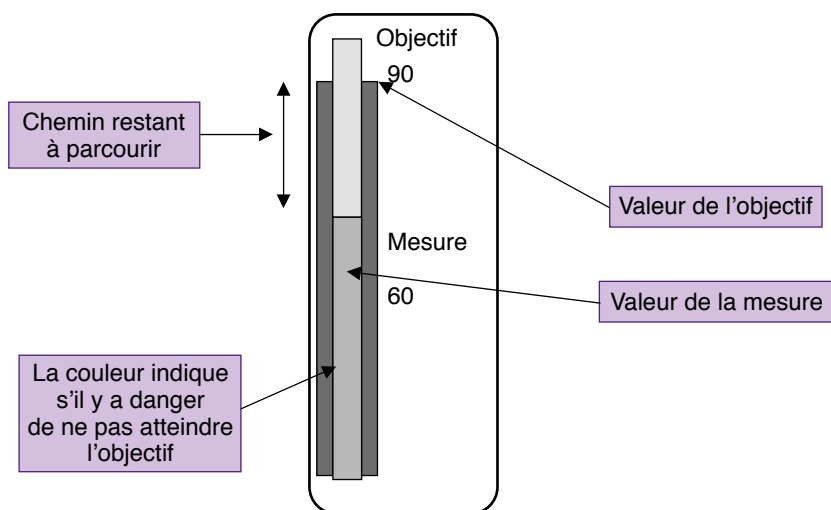 Objectif
90
Chemin restant
à parcourir
Valeur de l'objectif
Mesure
60
Valeur de la mesure
La couleur indique
s'il y a danger
de ne pas atteindre
l'objectif